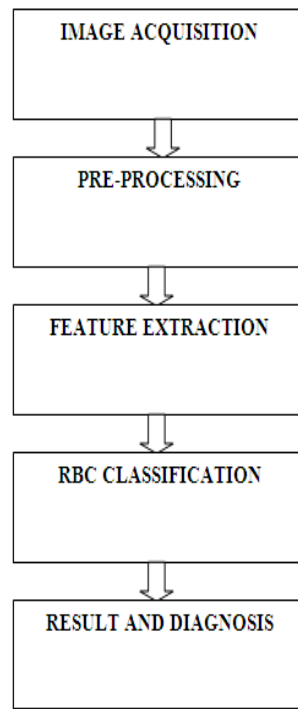 IMAGE ACQUISITION
PRE-PROCESSING
FEATURE EXTRACTION
RBC CLASSIFICATION
RESULT AND DIAGNOSIS